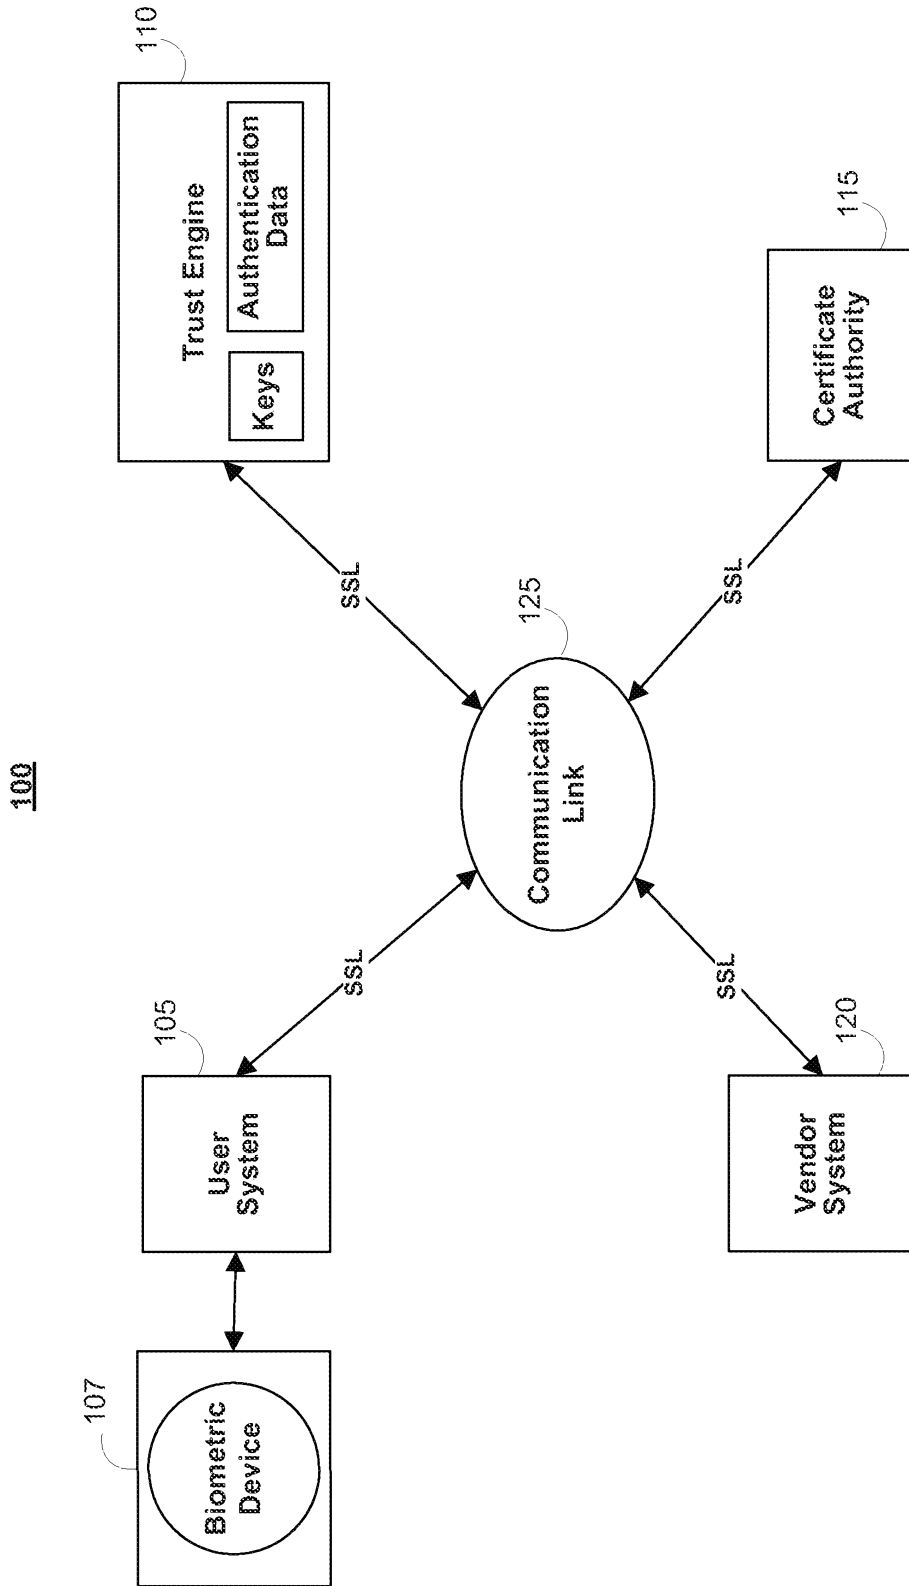 100
107
Biometric
Device
105
User
System
SSL
110
Trust Engine
Keys
Authentication
Data
SSL
125
Communication
Link
SSL
120
Vendor
System
SSL
115
Certificate
Authority